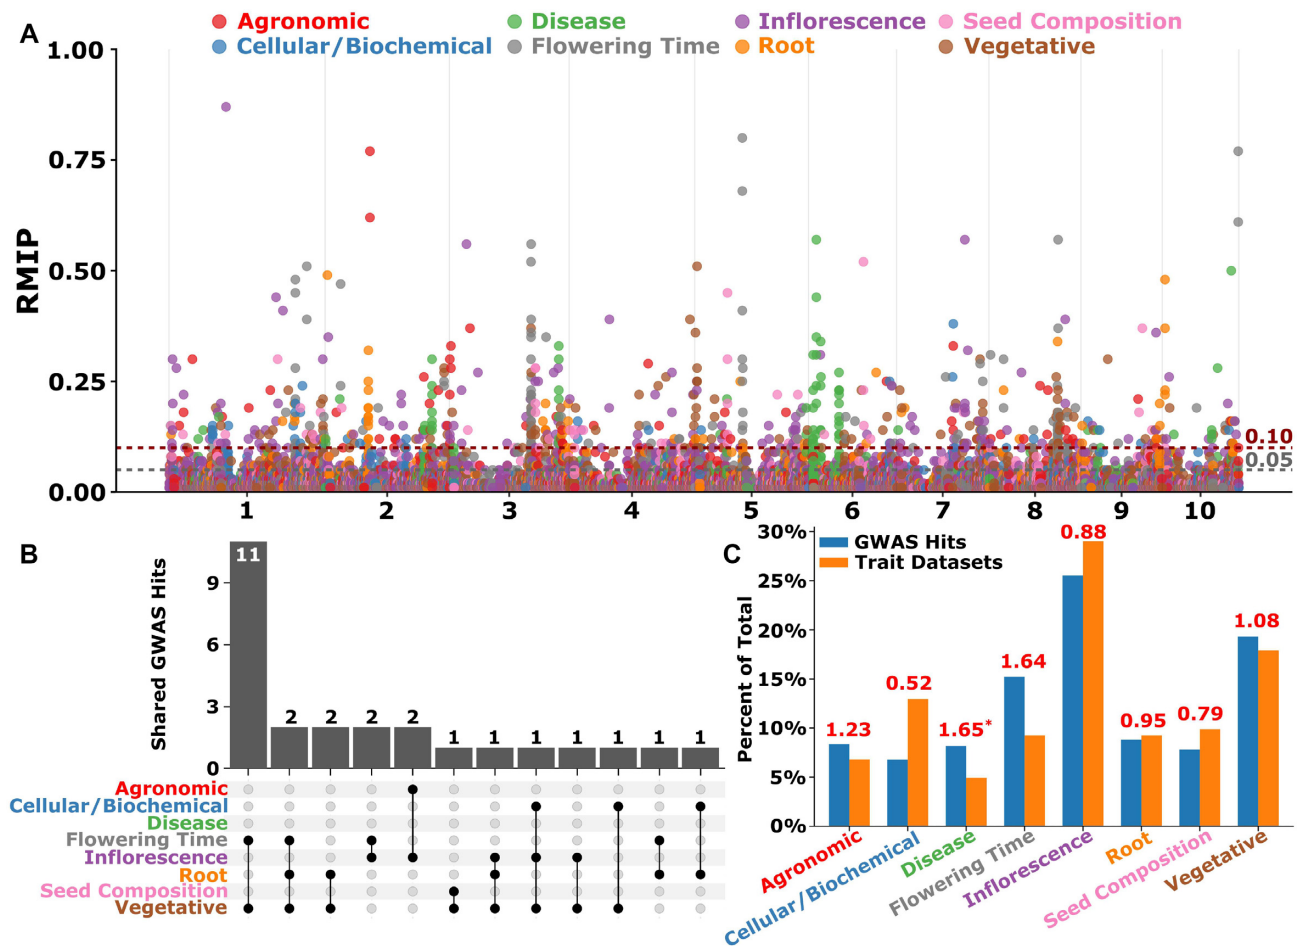 A
Agronomic Disease Inflorescence Seed Composition
Cellular/Biochemical Flowering Time Root Vegetative
1.00
0.75
0.50
0.25
0.00
RMIP
0.10
0.05
1 2 3 4 5 6 7 8 9 10
B
Shared GWAS Hits
9
6
3
0
11 2 2 2 2 1 1 1 1 1 1 1
Agronomic
Cellular/Biochemical
Disease
Flowering Time
Inflorescence
Root
Seed Composition
Vegetative
C
Percent of Total
30%
25%
20%
15%
10%
5%
0%
GWAS Hits
Trait Datasets
1.23 0.52 1.65* 1.64 0.88 0.95 0.79 1.08
Agronomic
Cellular/Biochemical
Disease
Flowering Time
Inflorescence
Root
Seed Composition
Vegetative